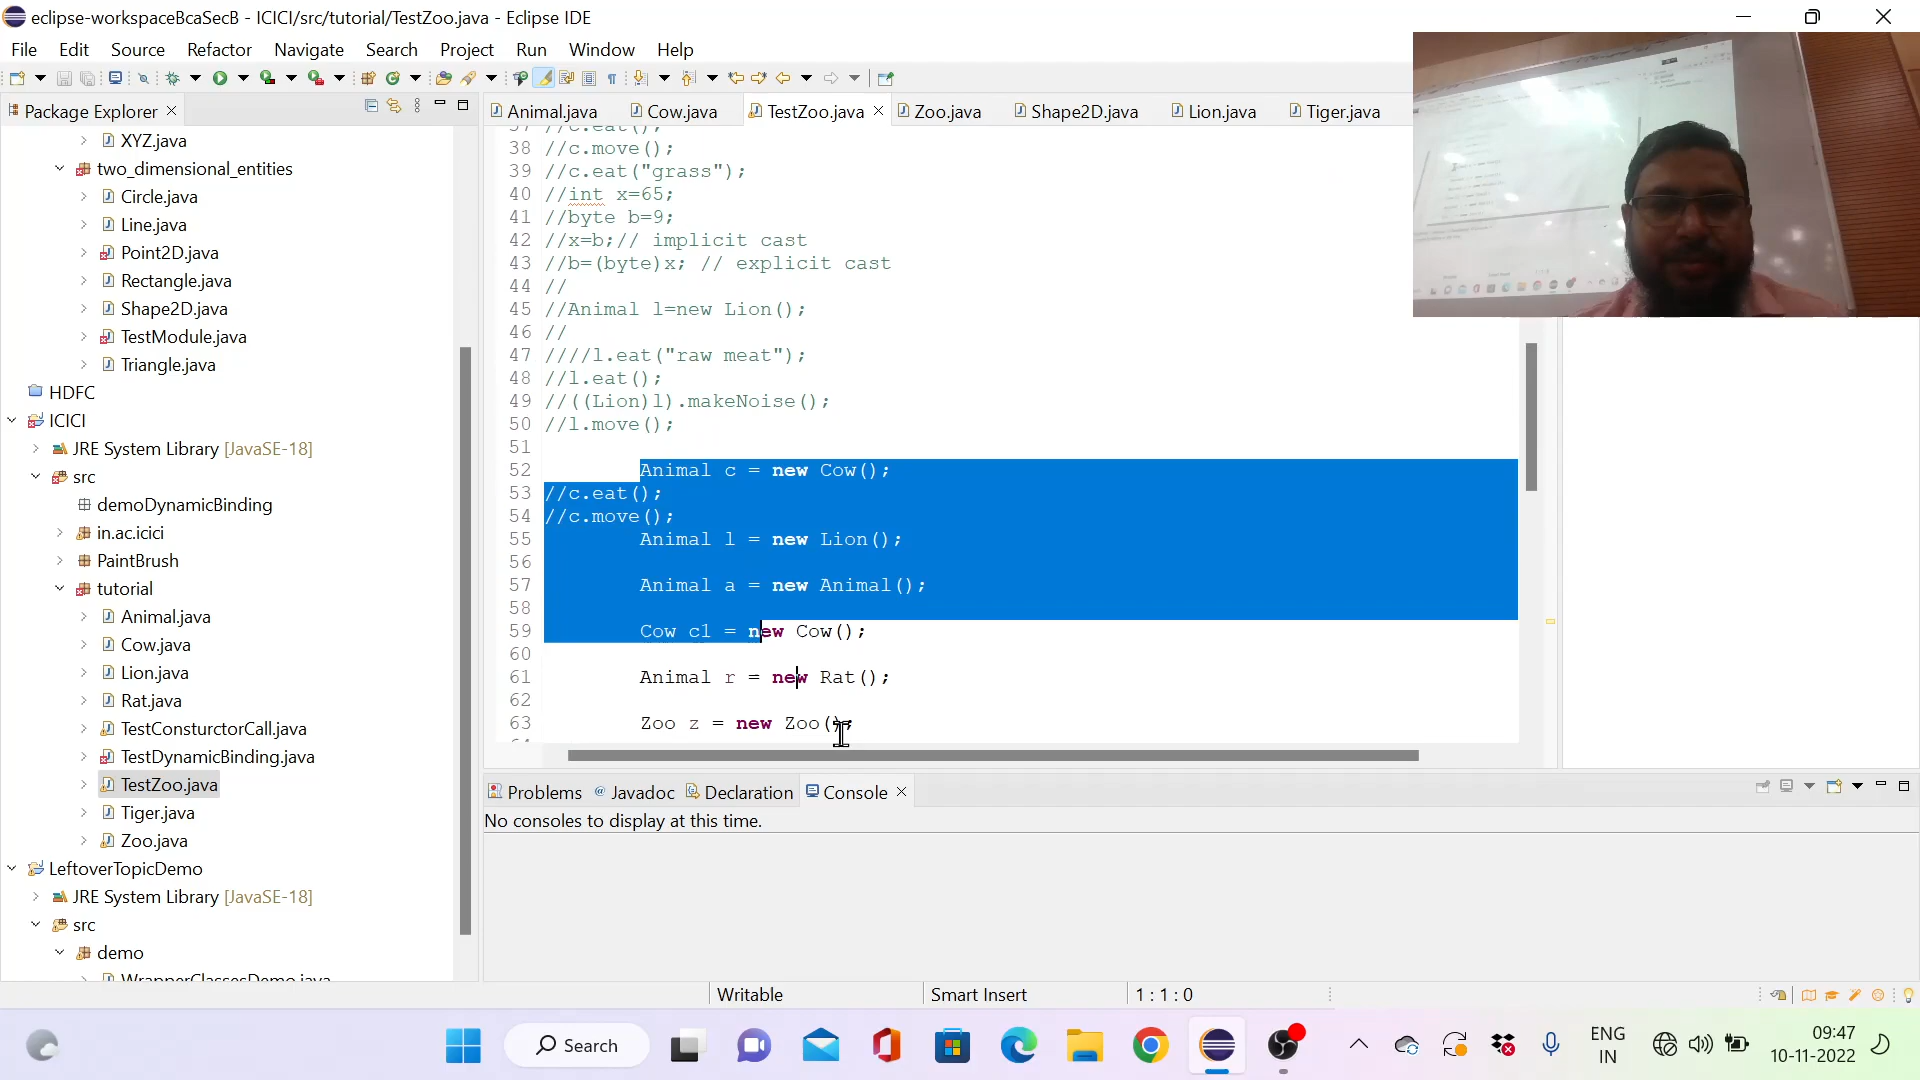 eclipse-workspaceBcaSecB - ICICI/src/tutorial/TestZoo.java - Eclipse IDE
File Edit Source Refactor Navigate Search Project Run Window Help
Package Explorer
Animal.java Cow.java TestZoo.java Zoo.java Shape2D.java Lion.java Tiger.java
XYZ.java
two_dimensional_entities
Circle.java
Line.java
Point2D.java
Rectangle.java
Shape2D.java
TestModule.java
Triangle.java
HDFC
ICICI
JRE System Library [JavaSE-18]
src
demoDynamicBinding
in.ac.icici
PaintBrush
tutorial
Animal.java
Cow.java
Lion.java
Rat.java
TestConsturctorCall.java
TestDynamicBinding.java
TestZoo.java
Tiger.java
Zoo.java
LeftoverTopicDemo
JRE System Library [JavaSE-18]
src
demo
WrapperClassesDemo.java
37 //c.eat();
38 //c.move();
39 //c.eat("grass");
40 //int x=65;
41 //byte b=9;
42 //x=b;// implicit cast
43 //b=(byte)x; // explicit cast
44 //
45 //Animal l=new Lion();
46 //
47 ////l.eat("raw meat");
48 //l.eat();
49 //((Lion)l).makeNoise();
50 //l.move();
51
52 Animal c = new Cow();
53 //c.eat();
54 //c.move();
55 Animal l = new Lion();
56
57 Animal a = new Animal();
58
59 Cow c1 = new Cow();
60
61 Animal r = new Rat();
62
63 Zoo z = new Zoo();
Problems Javadoc Declaration Console
No consoles to display at this time.
Writable Smart Insert 1 : 1 : 0
Search
ENG
IN
09:47
10-11-2022